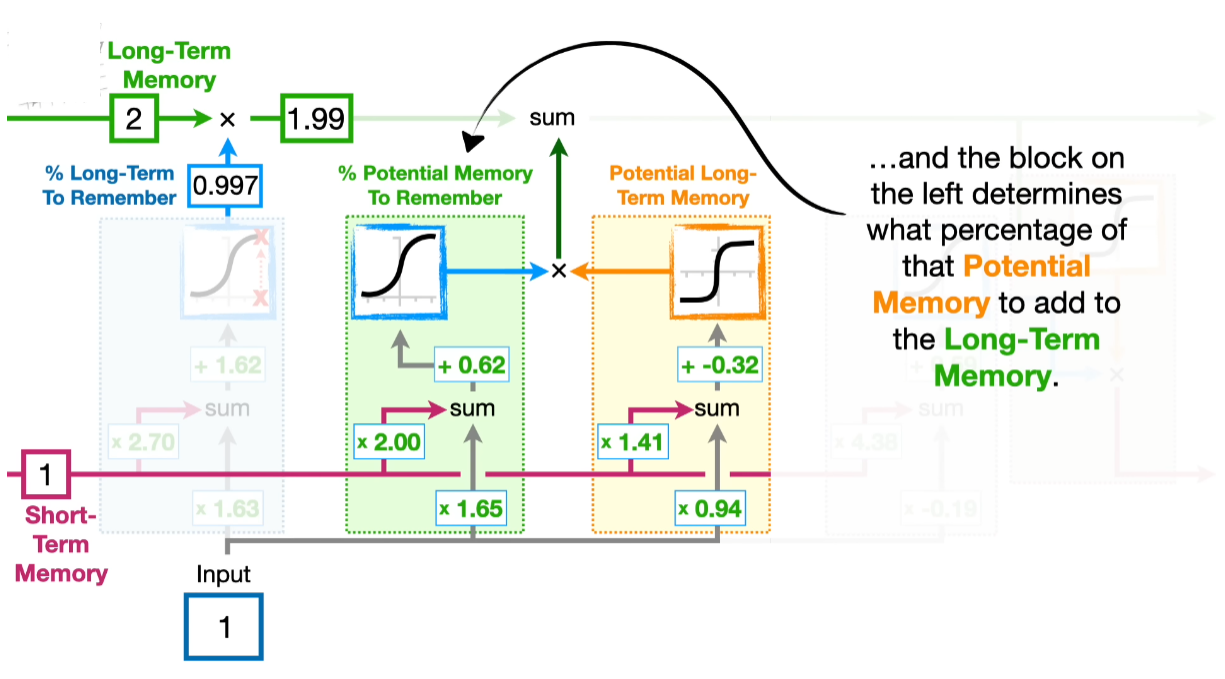 Long-Term
Memory
2
×
1.99
sum
% Long-Term
To Remember
0.997
% Potential Memory
To Remember
Potential Long-
Term Memory
…and the block on
the left determines
what percentage of
that Potential
Memory to add to
the Long-Term
Memory.
×
+ 1.62
+ 0.62
+ -0.32
×
sum
sum
sum
sum
x 2.70
x 2.00
x 1.41
x 4.38
1
Short-
Term
Memory
x 1.63
x 1.65
x 0.94
x -0.19
Input
1